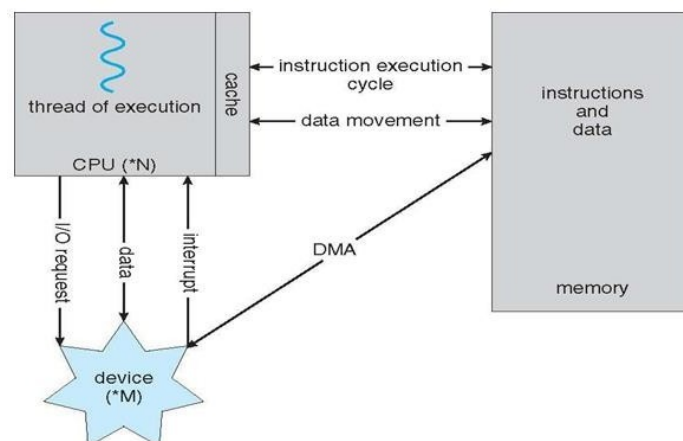 thread of execution
cache
CPU (*N)
instruction execution
cycle
data movement
instructions
and
data
memory
I/O request
data
interrupt
DMA
device
(*M)